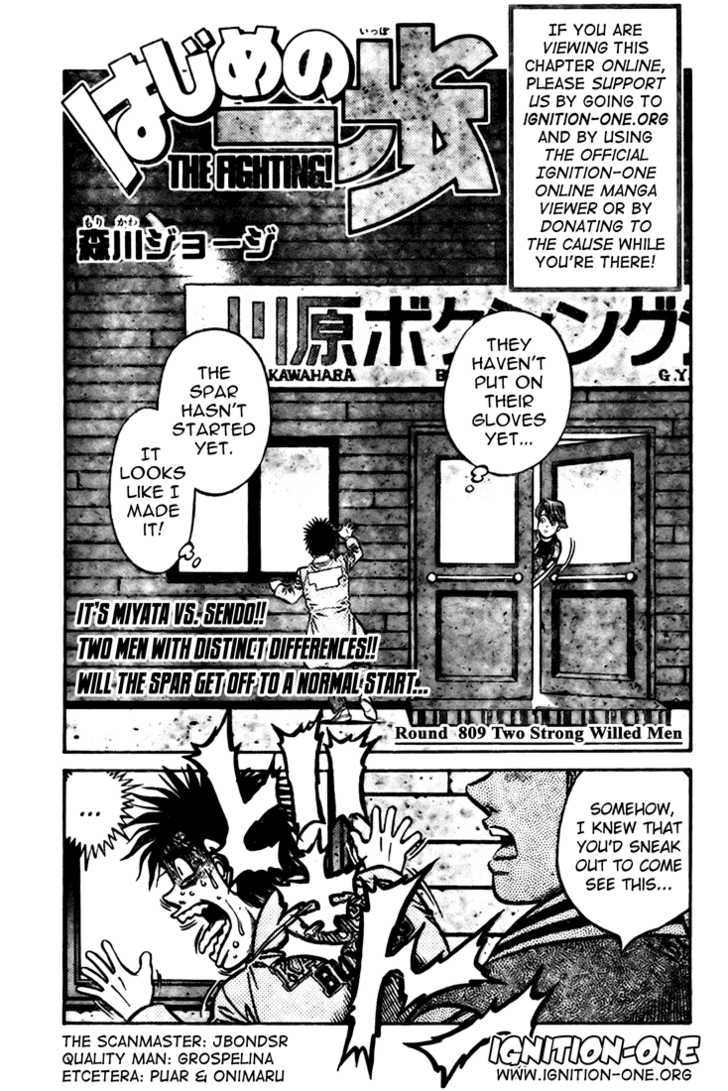 はじめの一歩
いっぽ
THE FIGHTING!
もり かわ
森川ジョージ
IF YOU ARE
VIEWING THIS
CHAPTER ONLINE,
PLEASE SUPPORT
US BY GOING TO
IGNITION-ONE.ORG
AND BY USING
THE OFFICIAL
IGNITION-ONE
ONLINE MANGA
VIEWER OR BY
DONATING TO
THE CAUSE WHILE
YOU'RE THERE!
川原ボクシング
KAWAHARA
G.Y.
THEY
HAVEN'T
PUT ON
THEIR
GLOVES
YET...
THE
SPAR
HASN'T
STARTED
YET.
IT
LOOKS
LIKE I
MADE
IT!
IT'S MIYATA VS. SENDO!!
TWO MEN WITH DISTINCT DIFFERENCES!!
WILL THE SPAR GET OFF TO A NORMAL START...
Round 809 Two Strong Willed Men
...
SOMEHOW,
I KNEW THAT
YOU'D SNEAK
OUT TO COME
SEE THIS...
THE SCANMASTER: JBONDSR
QUALITY MAN: GROSPELINA
ETCETERA: PUAR & ONIMARU
IGNITION-ONE
WWW.IGNITION-ONE.ORG